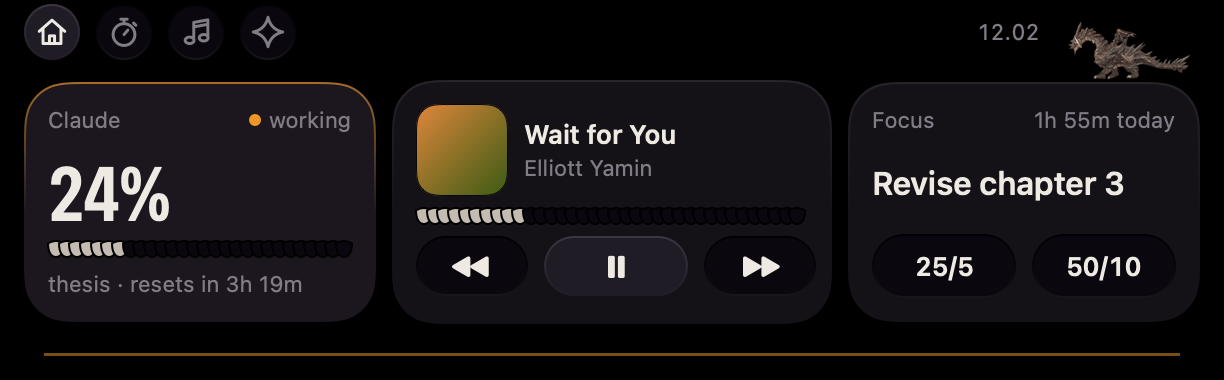 12.02
Claude
working
24%
thesis · resets in 3h 19m
Wait for You
Elliott Yamin
Focus
1h 55m today
Revise chapter 3
25/5
50/10